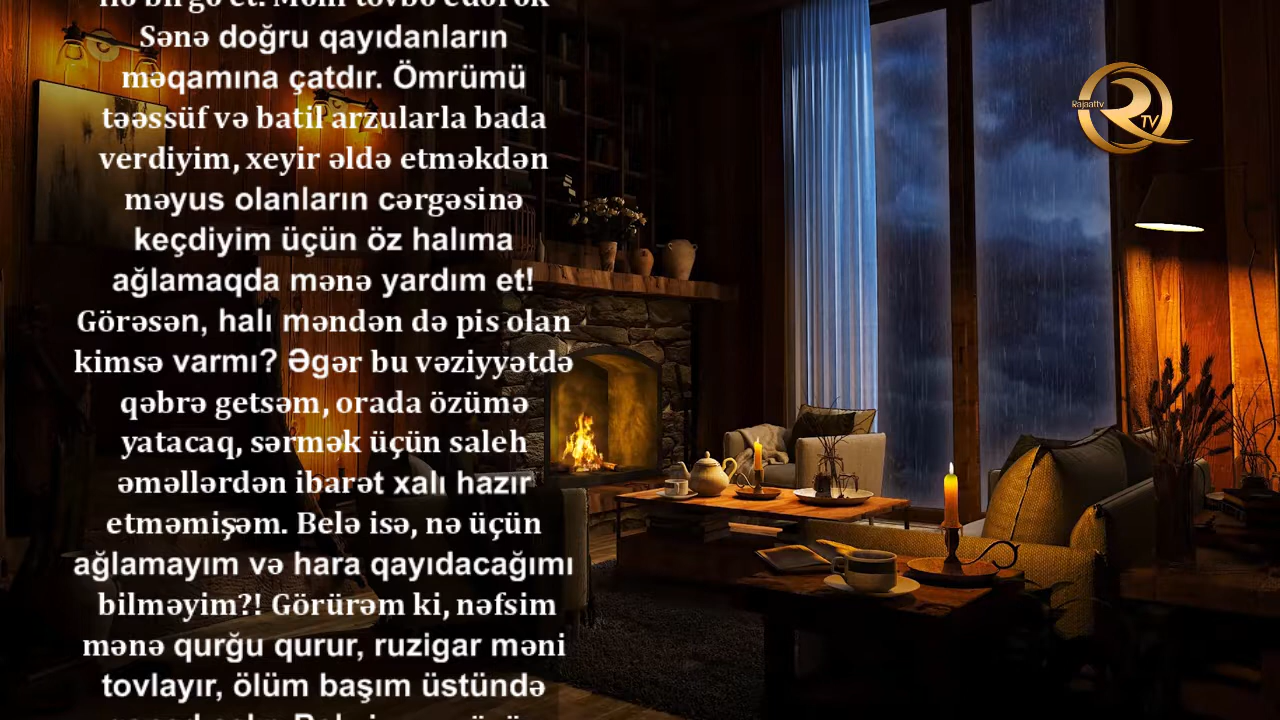 Sənə doğru qayıdanların
məqamına çatdır. Ömrümü
təəssüf və batil arzularla bada
verdiyim, xeyir əldə etməkdən
məyus olanların cərgəsinə
keçdiyim üçün öz halıma
ağlamaqda mənə yardım et!
Görəsən, halı məndən də pis olan
kimsə varmı? Əgər bu vəziyyətdə
qəbrə getsəm, orada özümə
yatacaq, sərmək üçün saleh
əməllərdən ibarət xalı hazır
etməmişəm. Belə isə, nə üçün
ağlamayım və hara qayıdacağımı
bilməyim?! Görürəm ki, nəfsim
mənə qurğu qurur, ruzigar məni
tovlayır, ölüm başım üstündə
Rajaattv
R
TV